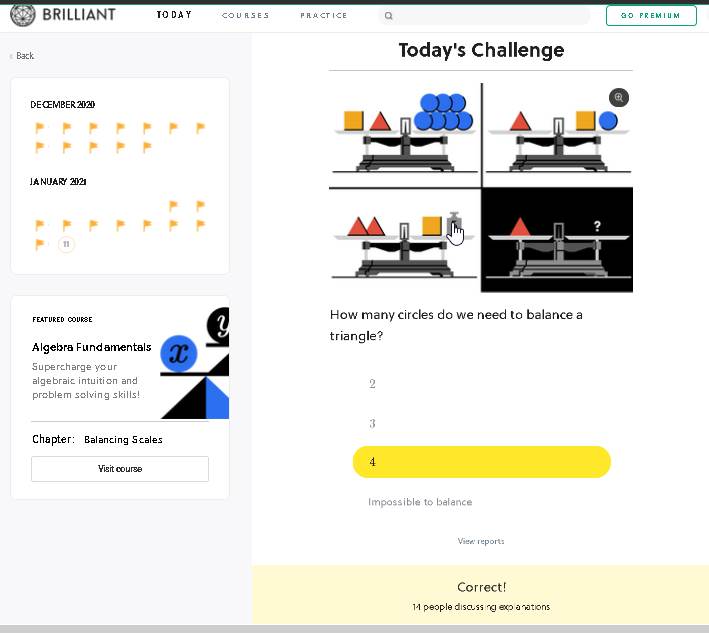 BRILLIANT
TODAY
COURSES
PRACTICE
GO PREMIUM
‹ Back
Today's Challenge
DECEMBER 2020
JANUARY 2021
11
?
How many circles do we need to balance a
triangle?
2
3
4
Impossible to balance
View reports
Correct!
14 people discussing explanations
FEATURED COURSE
Algebra Fundamentals
Supercharge your
algebraic intuition and
problem solving skills!
x
y
Chapter: Balancing Scales
Visit course